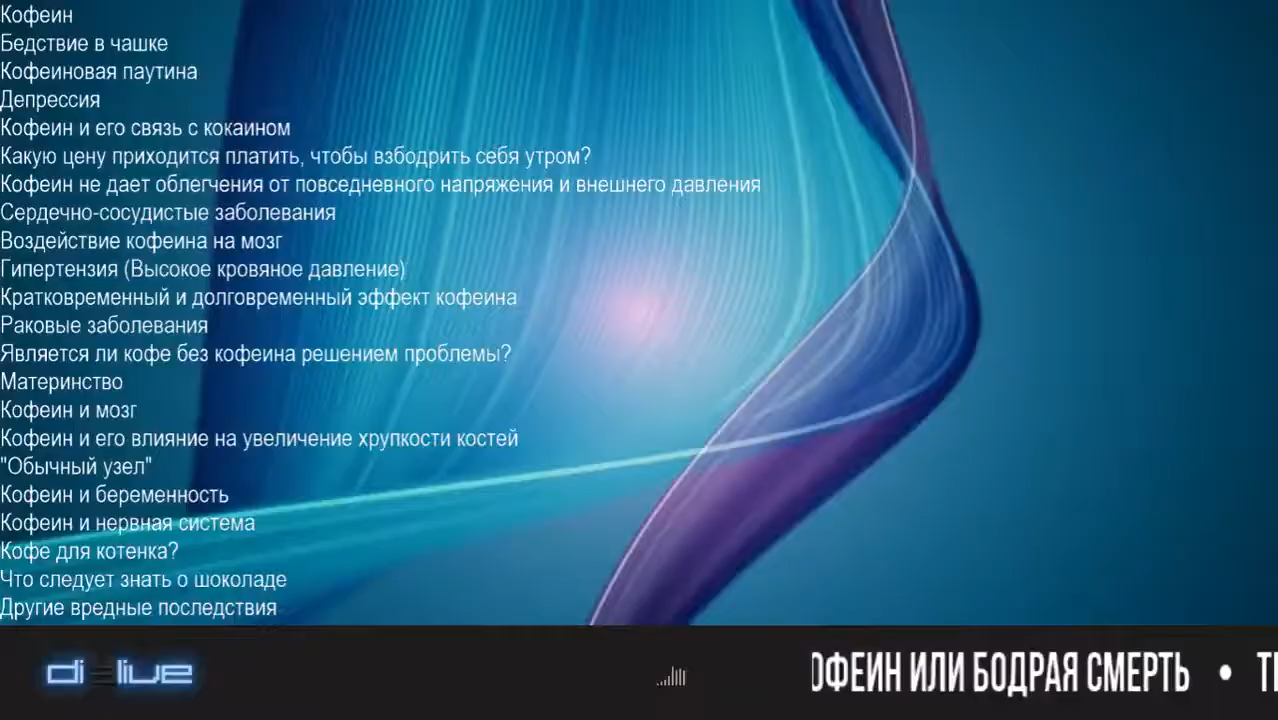 Кофеин
Бедствие в чашке
Кофеиновая паутина
Депрессия
Кофеин и его связь с кокаином
Какую цену приходится платить, чтобы взбодрить себя утром?
Кофеин не дает облегчения от повседневного напряжения и внешнего давления
Сердечно-сосудистые заболевания
Воздействие кофеина на мозг
Гипертензия (Высокое кровяное давление)
Кратковременный и долговременный эффект кофеина
Раковые заболевания
Является ли кофе без кофеина решением проблемы?
Материнство
Кофеин и мозг
Кофеин и его влияние на увеличение хрупкости костей
"Обычный узел"
Кофеин и беременность
Кофеин и нервная система
Кофе для котенка?
Что следует знать о шоколаде
Другие вредные последствия
ОФЕИН ИЛИ БОДРАЯ СМЕРТЬ •